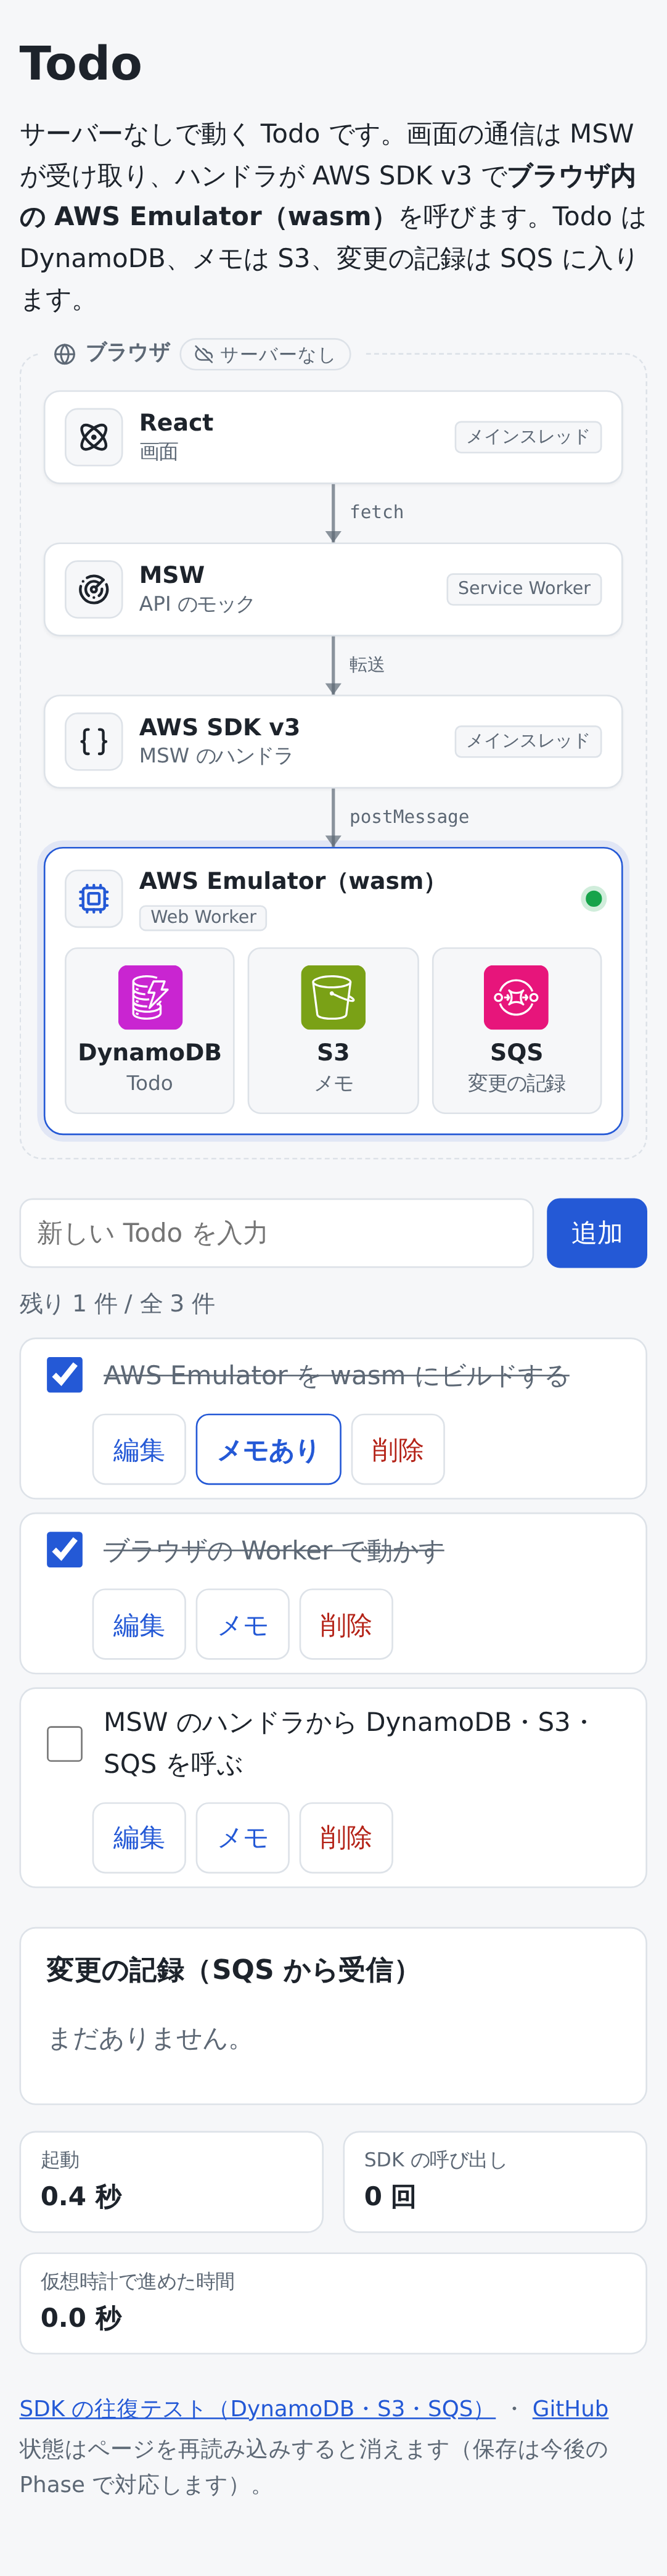 Todo
サーバーなしで動く Todo です。画面の通信は MSW
が受け取り、ハンドラが AWS SDK v3 でブラウザ内
の AWS Emulator（wasm）を呼びます。Todo は
DynamoDB、メモは S3、変更の記録は SQS に入り
ます。
ブラウザ サーバーなし
React
画面
メインスレッド
fetch
MSW
API のモック
Service Worker
転送
AWS SDK v3
MSW のハンドラ
メインスレッド
postMessage
AWS Emulator（wasm）
Web Worker
DynamoDB
Todo
S3
メモ
SQS
変更の記録
新しい Todo を入力 追加
残り 1 件 / 全 3 件
AWS Emulator を wasm にビルドする
編集 メモあり 削除
ブラウザの Worker で動かす
編集 メモ 削除
MSW のハンドラから DynamoDB・S3・
SQS を呼ぶ
編集 メモ 削除
変更の記録（SQS から受信）
まだありません。
起動
0.4 秒
SDK の呼び出し
0 回
仮想時計で進めた時間
0.0 秒
SDK の往復テスト（DynamoDB・S3・SQS） ・ GitHub
状態はページを再読み込みすると消えます（保存は今後の
Phase で対応します）。